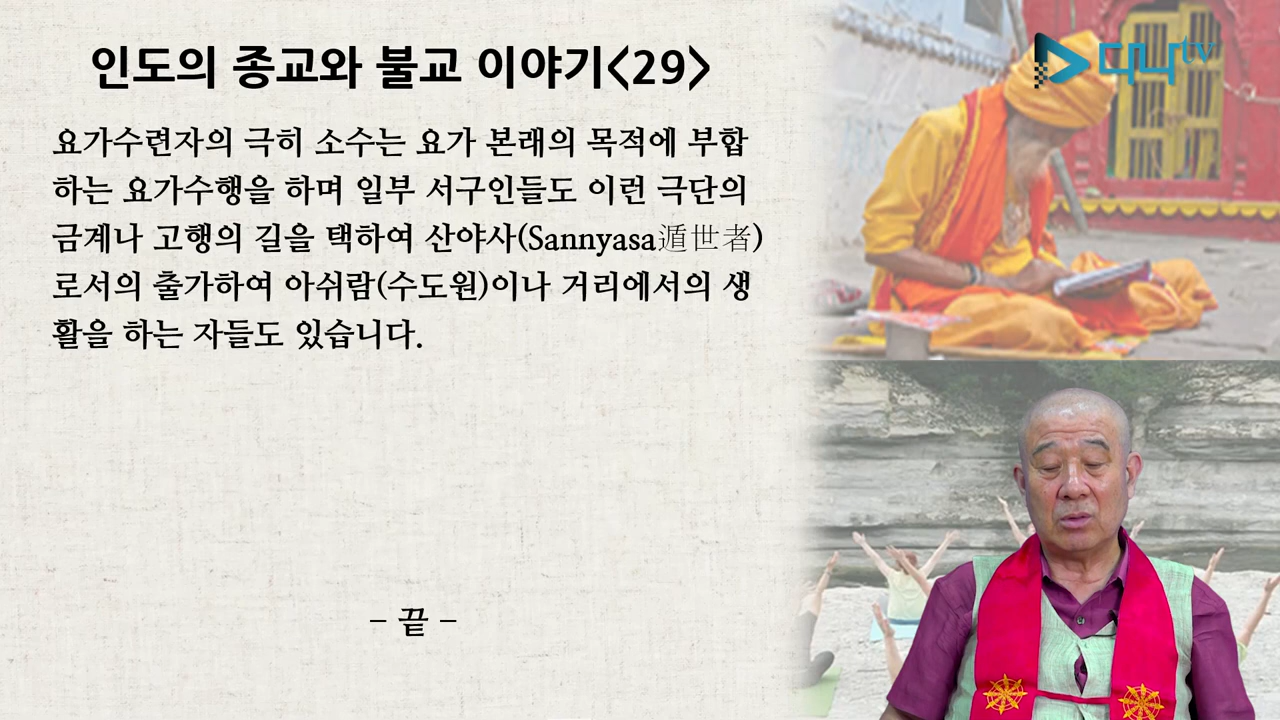 인도의 종교와 불교 이야기<29>
다나tv
요가수련자의 극히 소수는 요가 본래의 목적에 부합
하는 요가수행을 하며 일부 서구인들도 이런 극단의
금계나 고행의 길을 택하여 산야사(Sannyasa遁世者)
로서의 출가하여 아쉬람(수도원)이나 거리에서의 생
활을 하는 자들도 있습니다.
- 끝 -